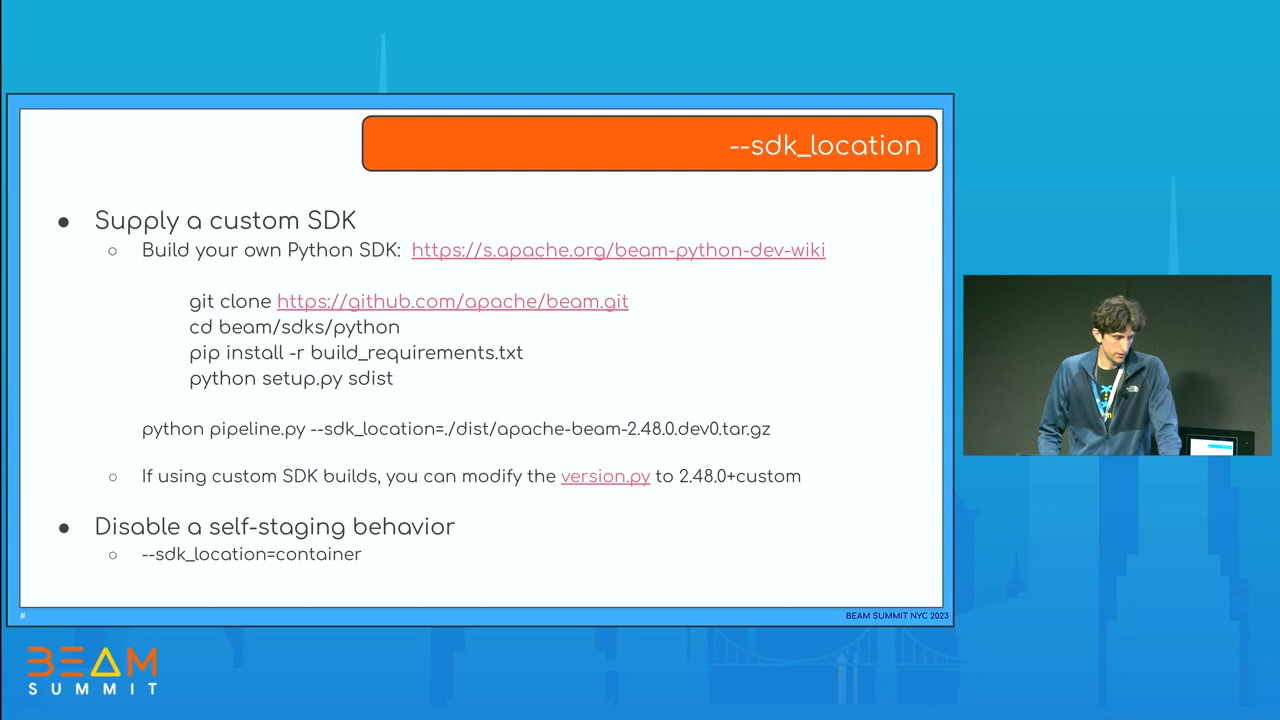 --sdk_location
● Supply a custom SDK
○ Build your own Python SDK: https://s.apache.org/beam-python-dev-wiki
git clone https://github.com/apache/beam.git
cd beam/sdks/python
pip install -r build_requirements.txt
python setup.py sdist
python pipeline.py --sdk_location=./dist/apache-beam-2.48.0.dev0.tar.gz
○ If using custom SDK builds, you can modify the version.py to 2.48.0+custom
● Disable a self-staging behavior
○ --sdk_location=container
#
BEAM SUMMIT NYC 2023
BEAM
SUMMIT